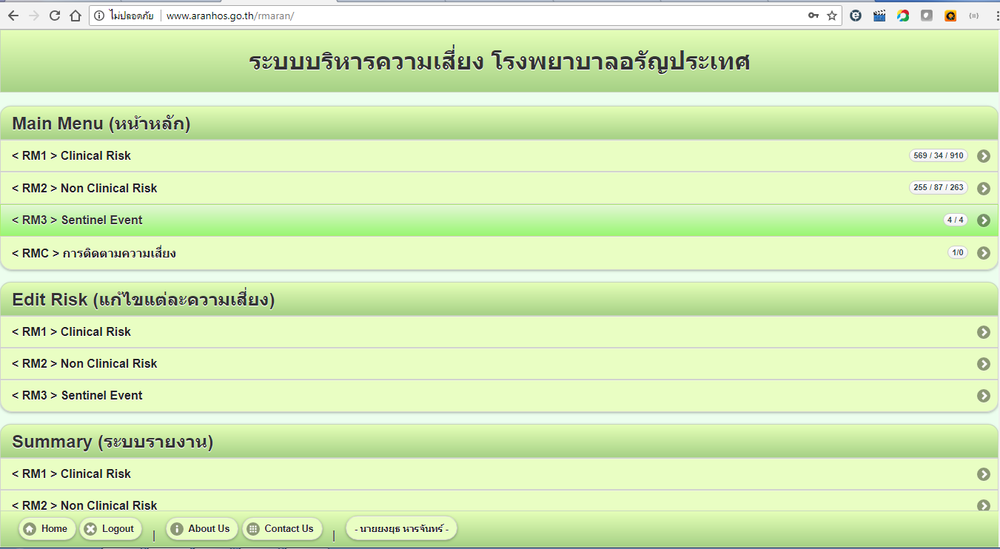 ไม่ปลอดภัย www.aranhos.go.th/rmaran/
ระบบบริหารความเสี่ยง โรงพยาบาลอรัญประเทศ
Main Menu (หน้าหลัก)
< RM1 > Clinical Risk 569 / 34 / 910
< RM2 > Non Clinical Risk 255 / 87 / 263
< RM3 > Sentinel Event 4 / 4
< RMC > การติดตามความเสี่ยง 1/0
Edit Risk (แก้ไขแต่ละความเสี่ยง)
< RM1 > Clinical Risk
< RM2 > Non Clinical Risk
< RM3 > Sentinel Event
Summary (ระบบรายงาน)
< RM1 > Clinical Risk
< RM2 > Non Clinical Risk
Home Logout | About Us Contact Us | - นายยงยุธ หารจันทร์ -